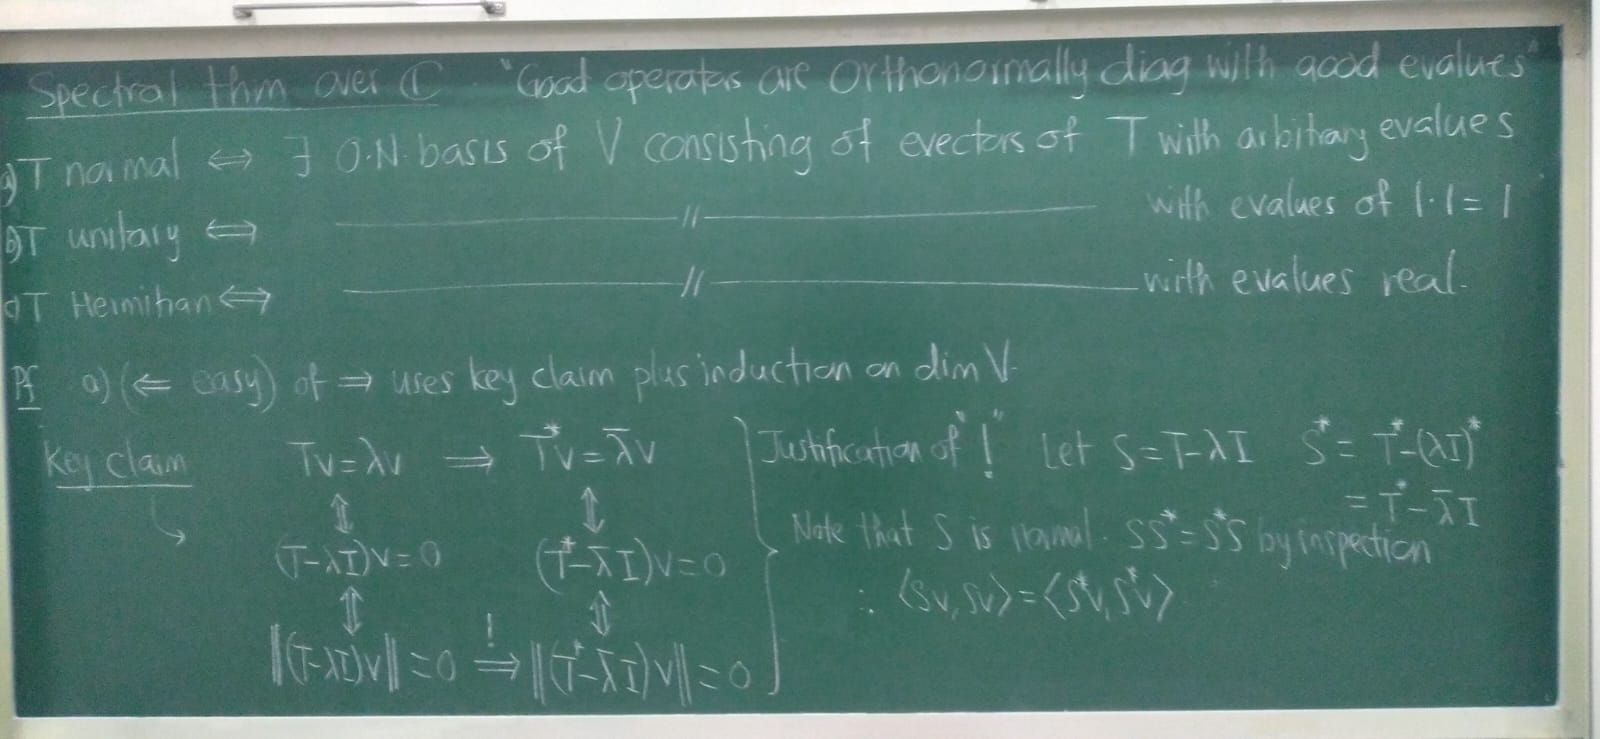 Spectral thm over ℂ "Good operators are orthonormally diag with good evalues"
a) T normal ⇔ ∃ O.N. basis of V consisting of evectors of T with arbitrary evalues
b) T unitary ⇔ ——— // ——— with evalues of |·| = 1
c) T Hermitian ⇔ ——— // ——— with evalues real.
Pf a) (⇐ easy) of ⇒ uses key claim plus induction on dim V.
Key claim Tv = λv ⇒ T*v = λ̄v
⇕ ⇕
(T-λI)v = 0 (T*-λ̄I)v = 0
⇕ ⇕
‖(T-λI)v‖ = 0 ⇒! ‖(T*-λ̄I)v‖ = 0
Justification of "!" Let S = T-λI S* = T*-(λI)*
= T*-λ̄I
Note that S is normal. SS* = S*S by inspection
∴ ⟨Sv, Sv⟩ = ⟨S*v, S*v⟩